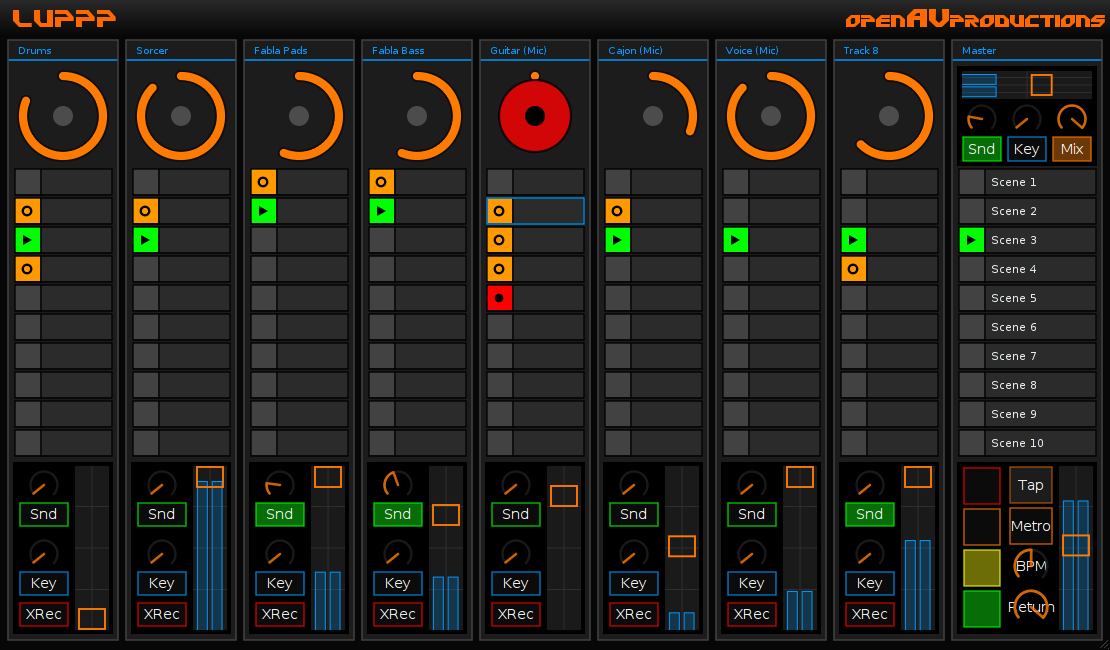 LUPPP
openAVproductions
Drums Sorcer Fabla Pads Fabla Bass Guitar (Mic) Cajon (Mic) Voice (Mic) Track 8 Master
Snd Key Mix
Scene 1
Scene 2
Scene 3
Scene 4
Scene 5
Scene 6
Scene 7
Scene 8
Scene 9
Scene 10
Snd Snd Snd Snd Snd Snd Snd Snd Tap
Metro
Key Key Key Key Key Key Key Key BPM
XRec XRec XRec XRec XRec XRec XRec XRec Return